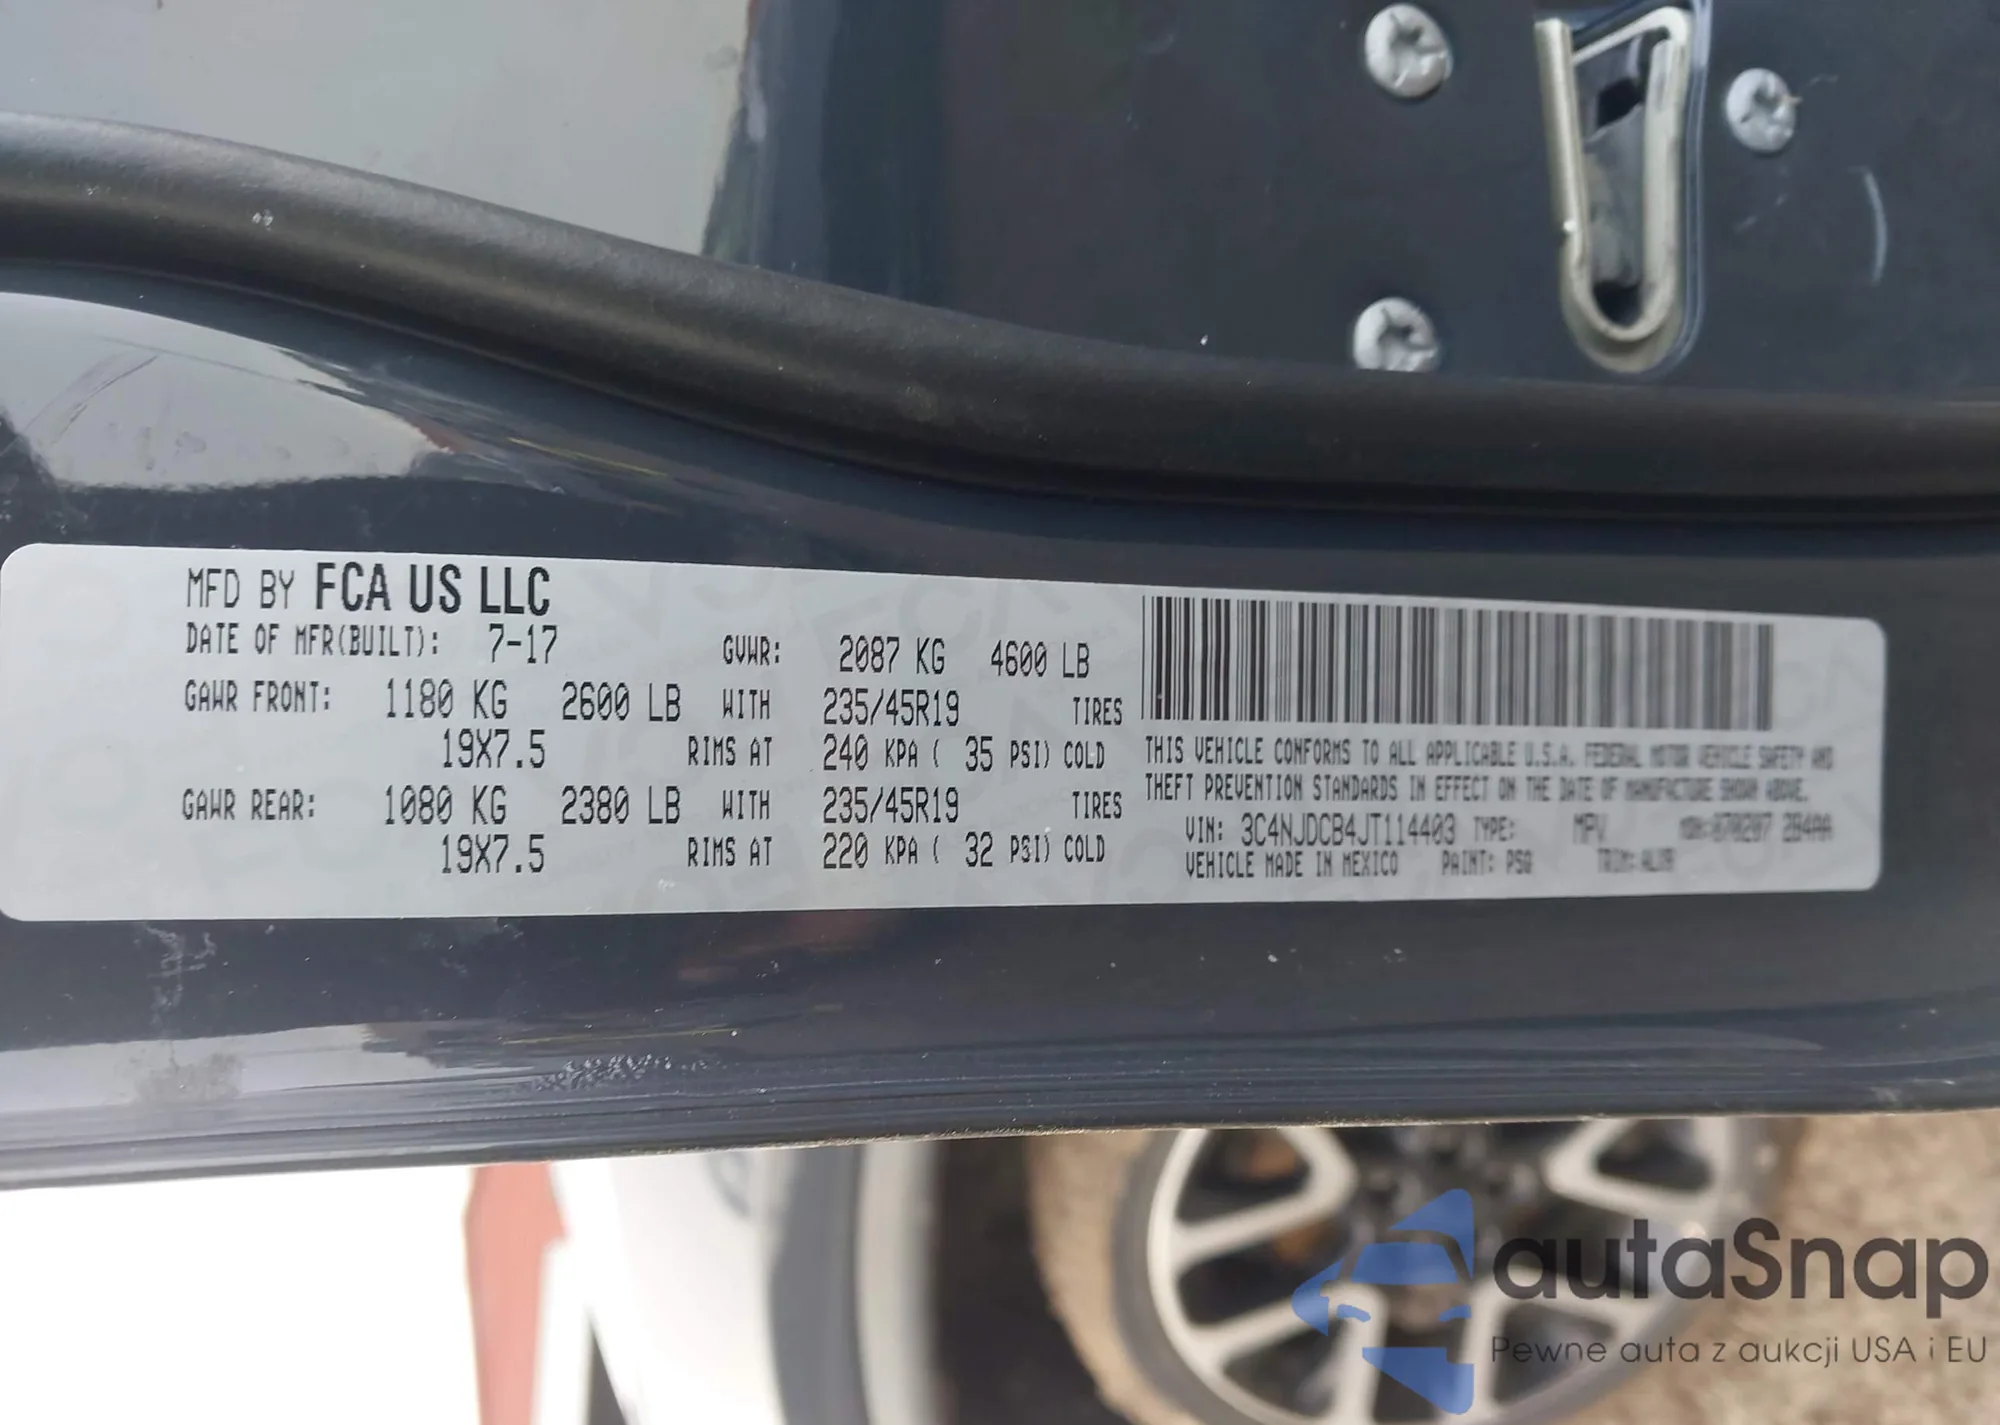 MFD BY FCA US LLC
DATE OF MFR(BUILT): 7-17 GVWR: 2087 KG 4600 LB
GAWR FRONT: 1180 KG 2600 LB WITH 235/45R19 TIRES
19X7.5 RIMS AT 240 KPA ( 35 PSI) COLD
GAWR REAR: 1080 KG 2380 LB WITH 235/45R19 TIRES
19X7.5 RIMS AT 220 KPA ( 32 PSI) COLD
THIS VEHICLE CONFORMS TO ALL APPLICABLE U.S.A. FEDERAL MOTOR VEHICLE SAFETY AND
THEFT PREVENTION STANDARDS IN EFFECT ON THE DATE OF MANUFACTURE SHOWN ABOVE.
VIN: 3C4NJDCB4JT114403 TYPE: MPV
VEHICLE MADE IN MEXICO PAINT: PSQ TRIM:
autaSnap
Pewne auta z aukcji USA i EU